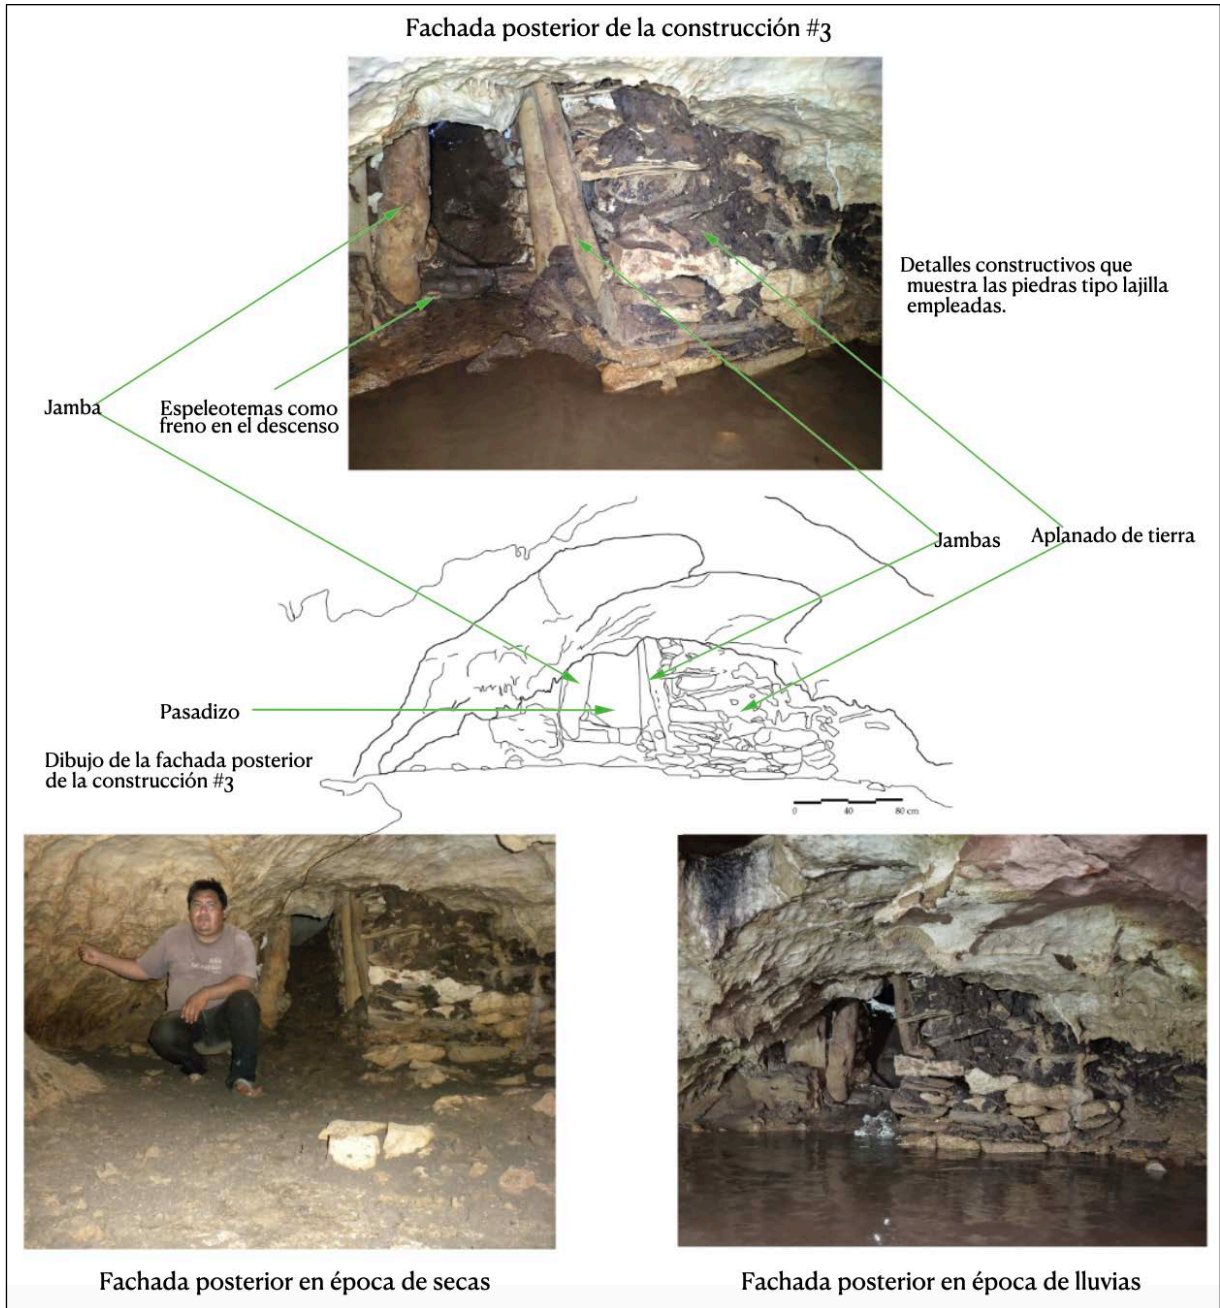 Fachada posterior de la construcción #3
Detalles constructivos que
muestra las piedras tipo lajilla
empleadas.
Jamba
Espeleotemas como
freno en el descenso
Jambas
Aplanado de tierra
Pasadizo
Dibujo de la fachada posterior
de la construcción #3
0 40 80 cm
Fachada posterior en época de secas
Fachada posterior en época de lluvias